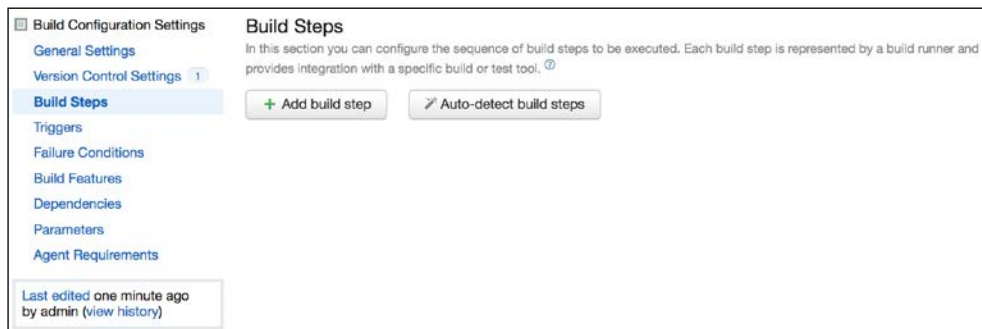 Build Configuration Settings
General Settings
Version Control Settings 1
Build Steps
Triggers
Failure Conditions
Build Features
Dependencies
Parameters
Agent Requirements
Last edited one minute ago
by admin (view history)
Build Steps
In this section you can configure the sequence of build steps to be executed. Each build step is represented by a build runner and
provides integration with a specific build or test tool. ?
+ Add build step
Auto-detect build steps